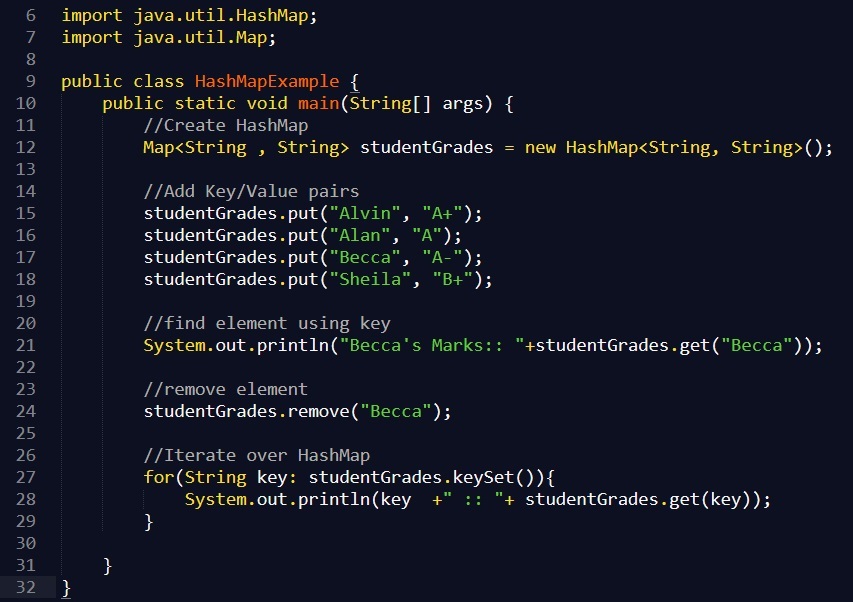 6 import java.util.HashMap;
7 import java.util.Map;
8
9 public class HashMapExample {
10     public static void main(String[] args) {
11         //Create HashMap
12         Map<String , String> studentGrades = new HashMap<String, String>();
13
14         //Add Key/Value pairs
15         studentGrades.put("Alvin", "A+");
16         studentGrades.put("Alan", "A");
17         studentGrades.put("Becca", "A-");
18         studentGrades.put("Sheila", "B+");
19
20         //find element using key
21         System.out.println("Becca's Marks:: "+studentGrades.get("Becca"));
22
23         //remove element
24         studentGrades.remove("Becca");
25
26         //Iterate over HashMap
27         for(String key: studentGrades.keySet()){
28             System.out.println(key  +" :: "+ studentGrades.get(key));
29         }
30
31     }
32 }